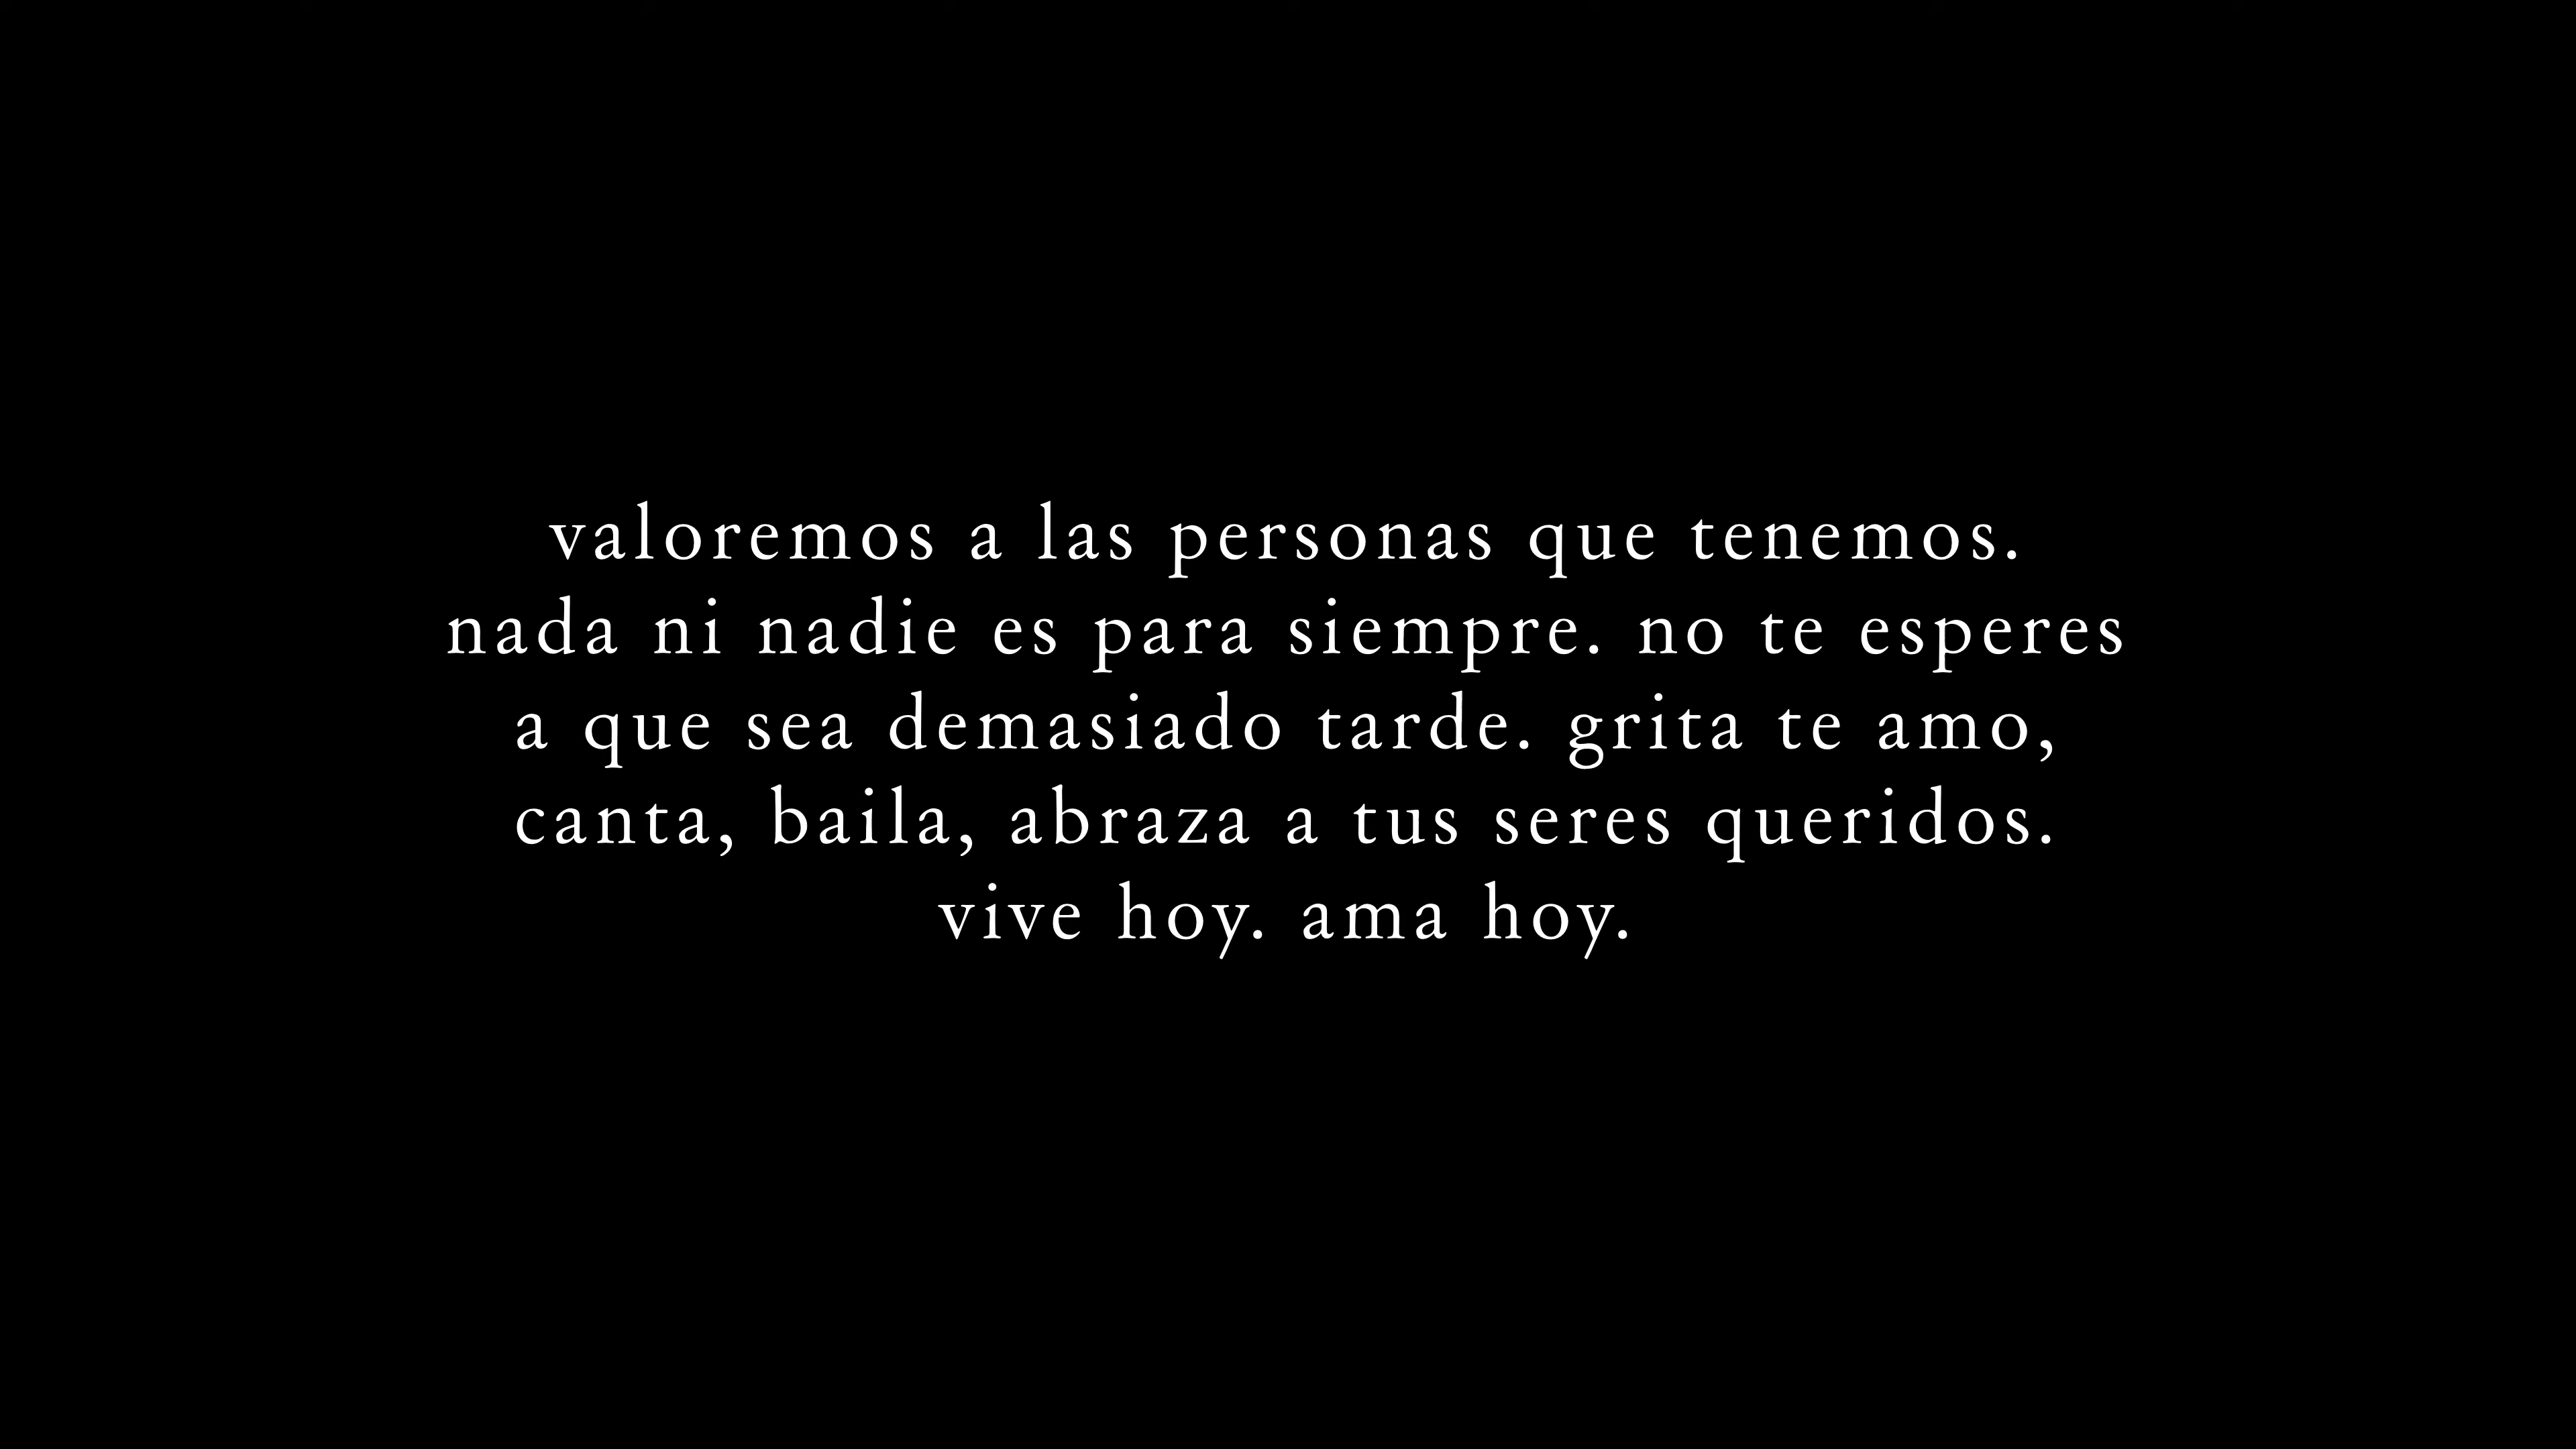 valoremos a las personas que tenemos.
nada ni nadie es para siempre. no te esperes
a que sea demasiado tarde. grita te amo,
canta, baila, abraza a tus seres queridos.
vive hoy. ama hoy.